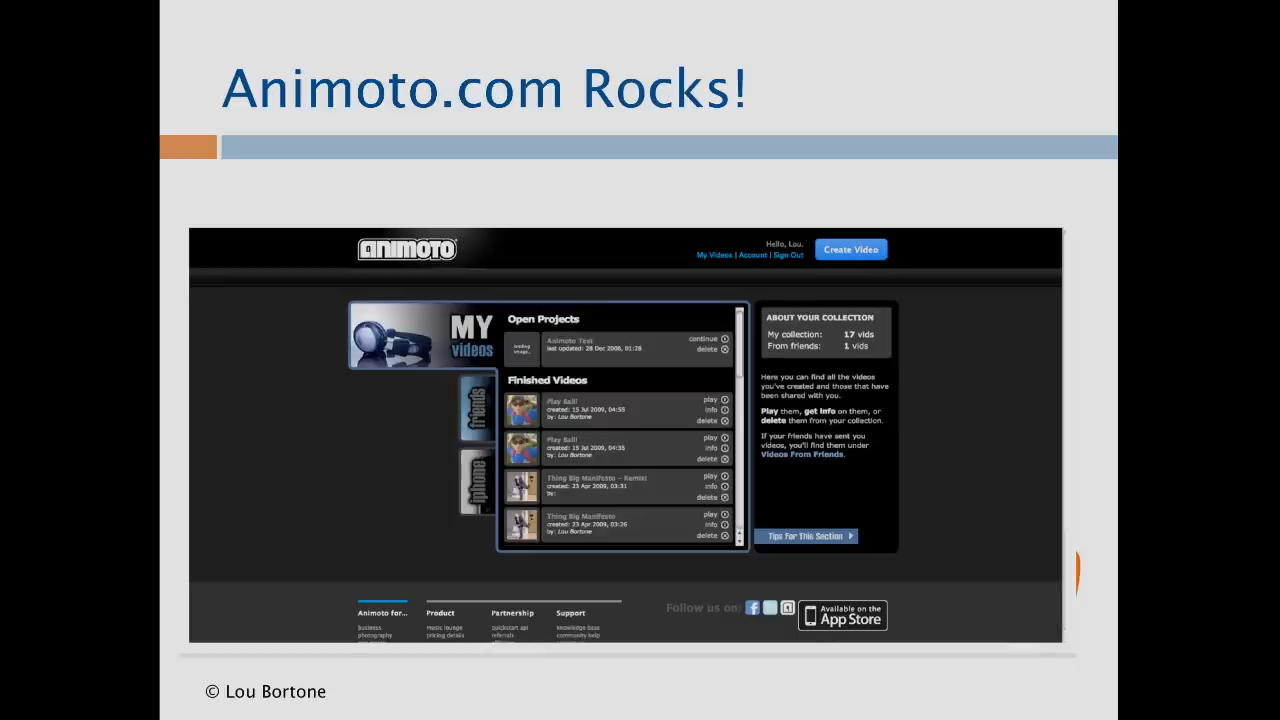 Animoto.com Rocks!
ANIMOTO
Hello, Lou.
My Videos | Account | Sign Out
Create Video
MY
videos
friends
iphone
Open Projects
loading
image...
Animoto Test
last updated: 28 Dec 2008, 01:28
continue
delete
Finished Videos
Play Ball!
created: 15 Jul 2009, 04:55
by: Lou Bortone
play
info
delete
Play Ball!
created: 15 Jul 2009, 04:35
by: Lou Bortone
play
info
delete
Thing Big Manifesto - Remix!
created: 23 Apr 2009, 03:31
by:
play
info
delete
Thing Big Manifesto
created: 23 Apr 2009, 03:26
by: Lou Bortone
play
info
delete
ABOUT YOUR COLLECTION
My collection: 17 vids
From friends: 1 vids
Here you can find all the videos
you've created and those that have
been shared with you.
Play them, get info on them, or
delete them from your collection.
If your friends have sent you
videos, you'll find them under
Videos From Friends.
Tips For This Section
Animoto for...
business
photography
Product
music lounge
pricing details
Partnership
quickstart api
referrals
Support
knowledge base
community help
Follow us on:
Available on the
App Store
© Lou Bortone